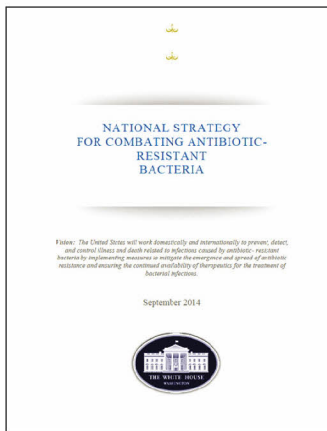 NATIONAL STRATEGY
FOR COMBATING ANTIBIOTIC-
RESISTANT
BACTERIA
Vision: The United States will work domestically and internationally to prevent, detect,
and control illness and death related to infections caused by antibiotic- resistant
bacteria by implementing measures to mitigate the emergence and spread of antibiotic
resistance and ensuring the continued availability of therapeutics for the treatment of
bacterial infections.
September 2014
THE WHITE HOUSE
WASHINGTON